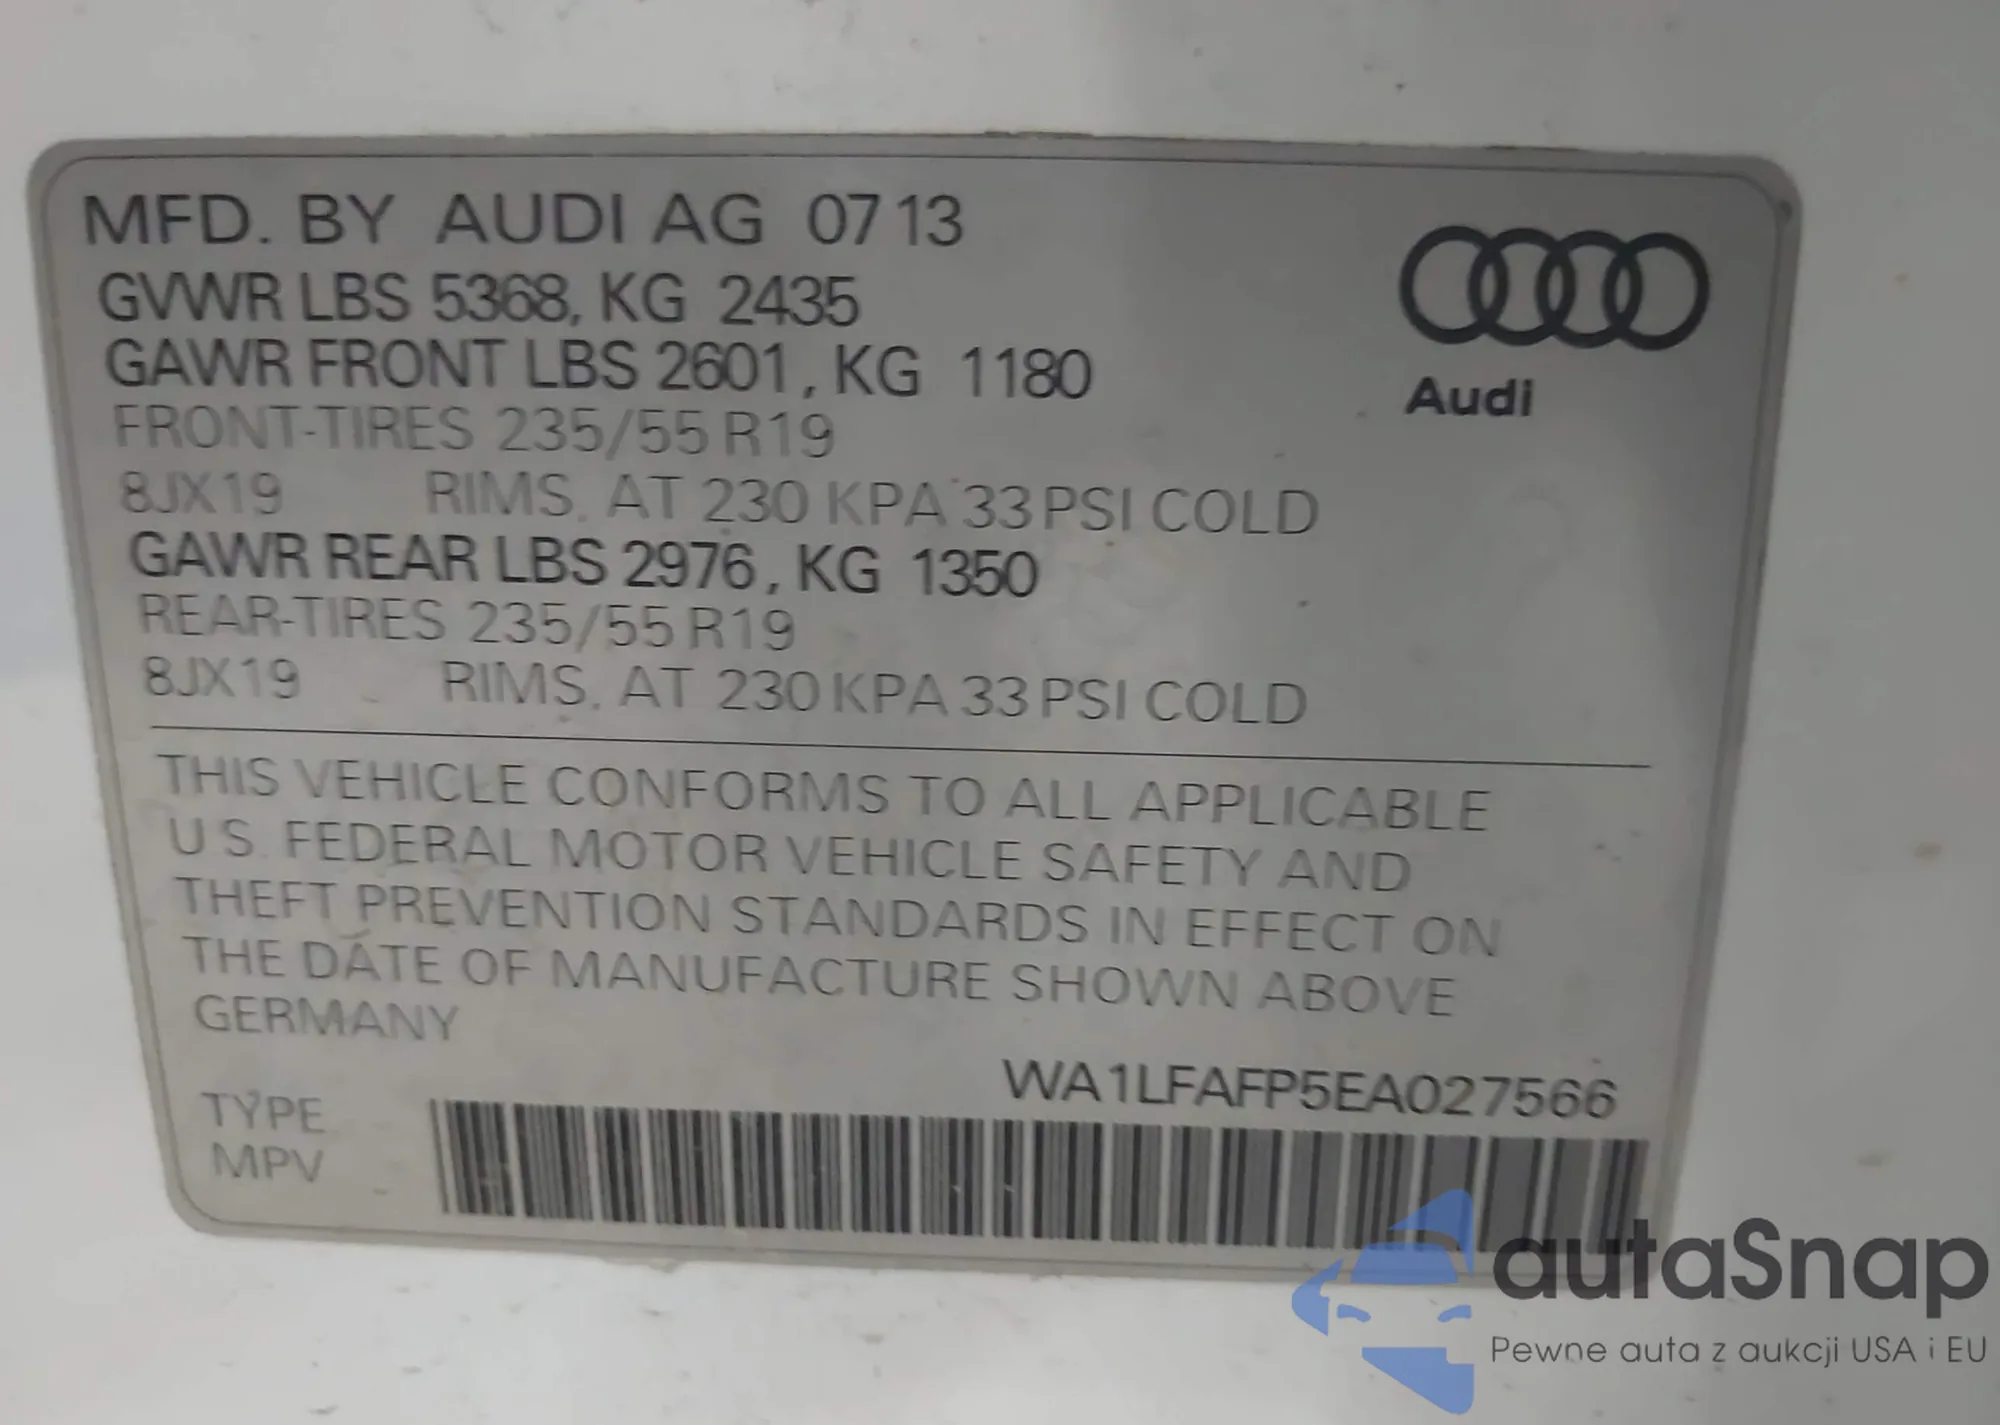 MFD. BY AUDI AG 07 13
GVWR LBS 5368, KG 2435
GAWR FRONT LBS 2601, KG 1180
FRONT-TIRES 235/55 R19
8JX19 RIMS, AT 230 KPA 33 PSI COLD
GAWR REAR LBS 2976, KG 1350
REAR-TIRES 235/55 R19
8JX19 RIMS, AT 230 KPA 33 PSI COLD
Audi
THIS VEHICLE CONFORMS TO ALL APPLICABLE
U.S. FEDERAL MOTOR VEHICLE SAFETY AND
THEFT PREVENTION STANDARDS IN EFFECT ON
THE DATE OF MANUFACTURE SHOWN ABOVE
GERMANY
WA1LFAFP5EA027566
TYPE
MPV
autaSnap
Pewne auta z aukcji USA i EU